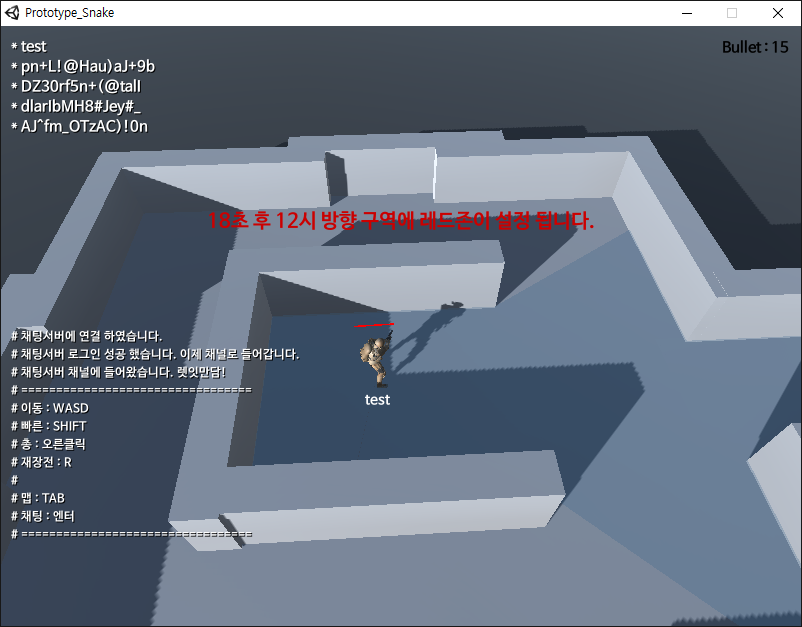 Prototype_Snake
Bullet : 15
* test
* pn+L!@Hau)aJ+9b
* DZ30rf5n+(@tall
* dlarIbMH8#Jey#_
* AJ^fm_OTzAC)!0n
18초 후 12시 방향 구역에 레드존이 설정 됩니다.
# 채팅서버에 연결 하였습니다.
# 채팅서버 로그인 성공 했습니다. 이제 채널로 들어갑니다.
# 채팅서버 채널에 들어왔습니다. 렛잇만담!
# =================================
# 이동 : WASD
# 빠른 : SHIFT
# 총 : 오른클릭
# 재장전 : R
#
# 맵 : TAB
# 채팅 : 엔터
# =================================
test